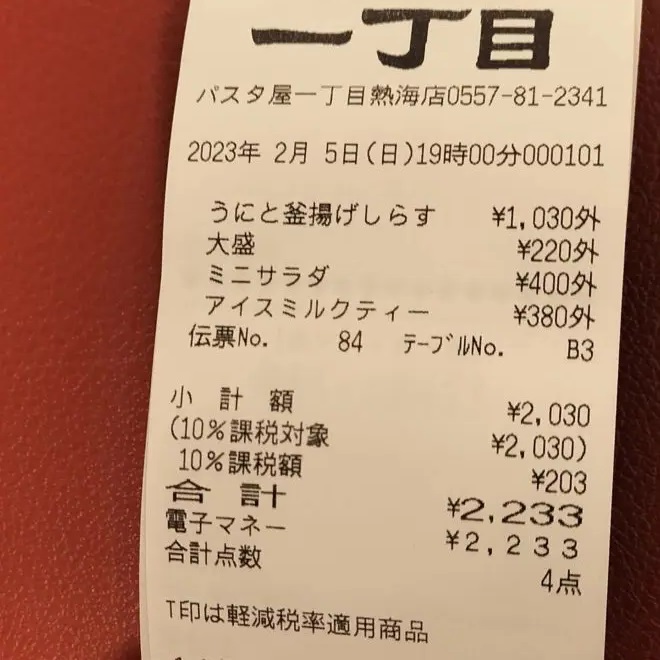 一丁目
パスタ屋一丁目熱海店0557-81-2341
2023年 2月 5日(日)19時00分000101
うにと釜揚げしらす ¥1,030外
大盛 ¥220外
ミニサラダ ¥400外
アイスミルクティー ¥380外
伝票No. 84 テーブルNo. B3
小 計 額 ¥2,030
(10%課税対象 ¥2,030)
10%課税額 ¥203
合 計 ¥2,233
電子マネー ¥2,233
合計点数 4点
T印は軽減税率適用商品